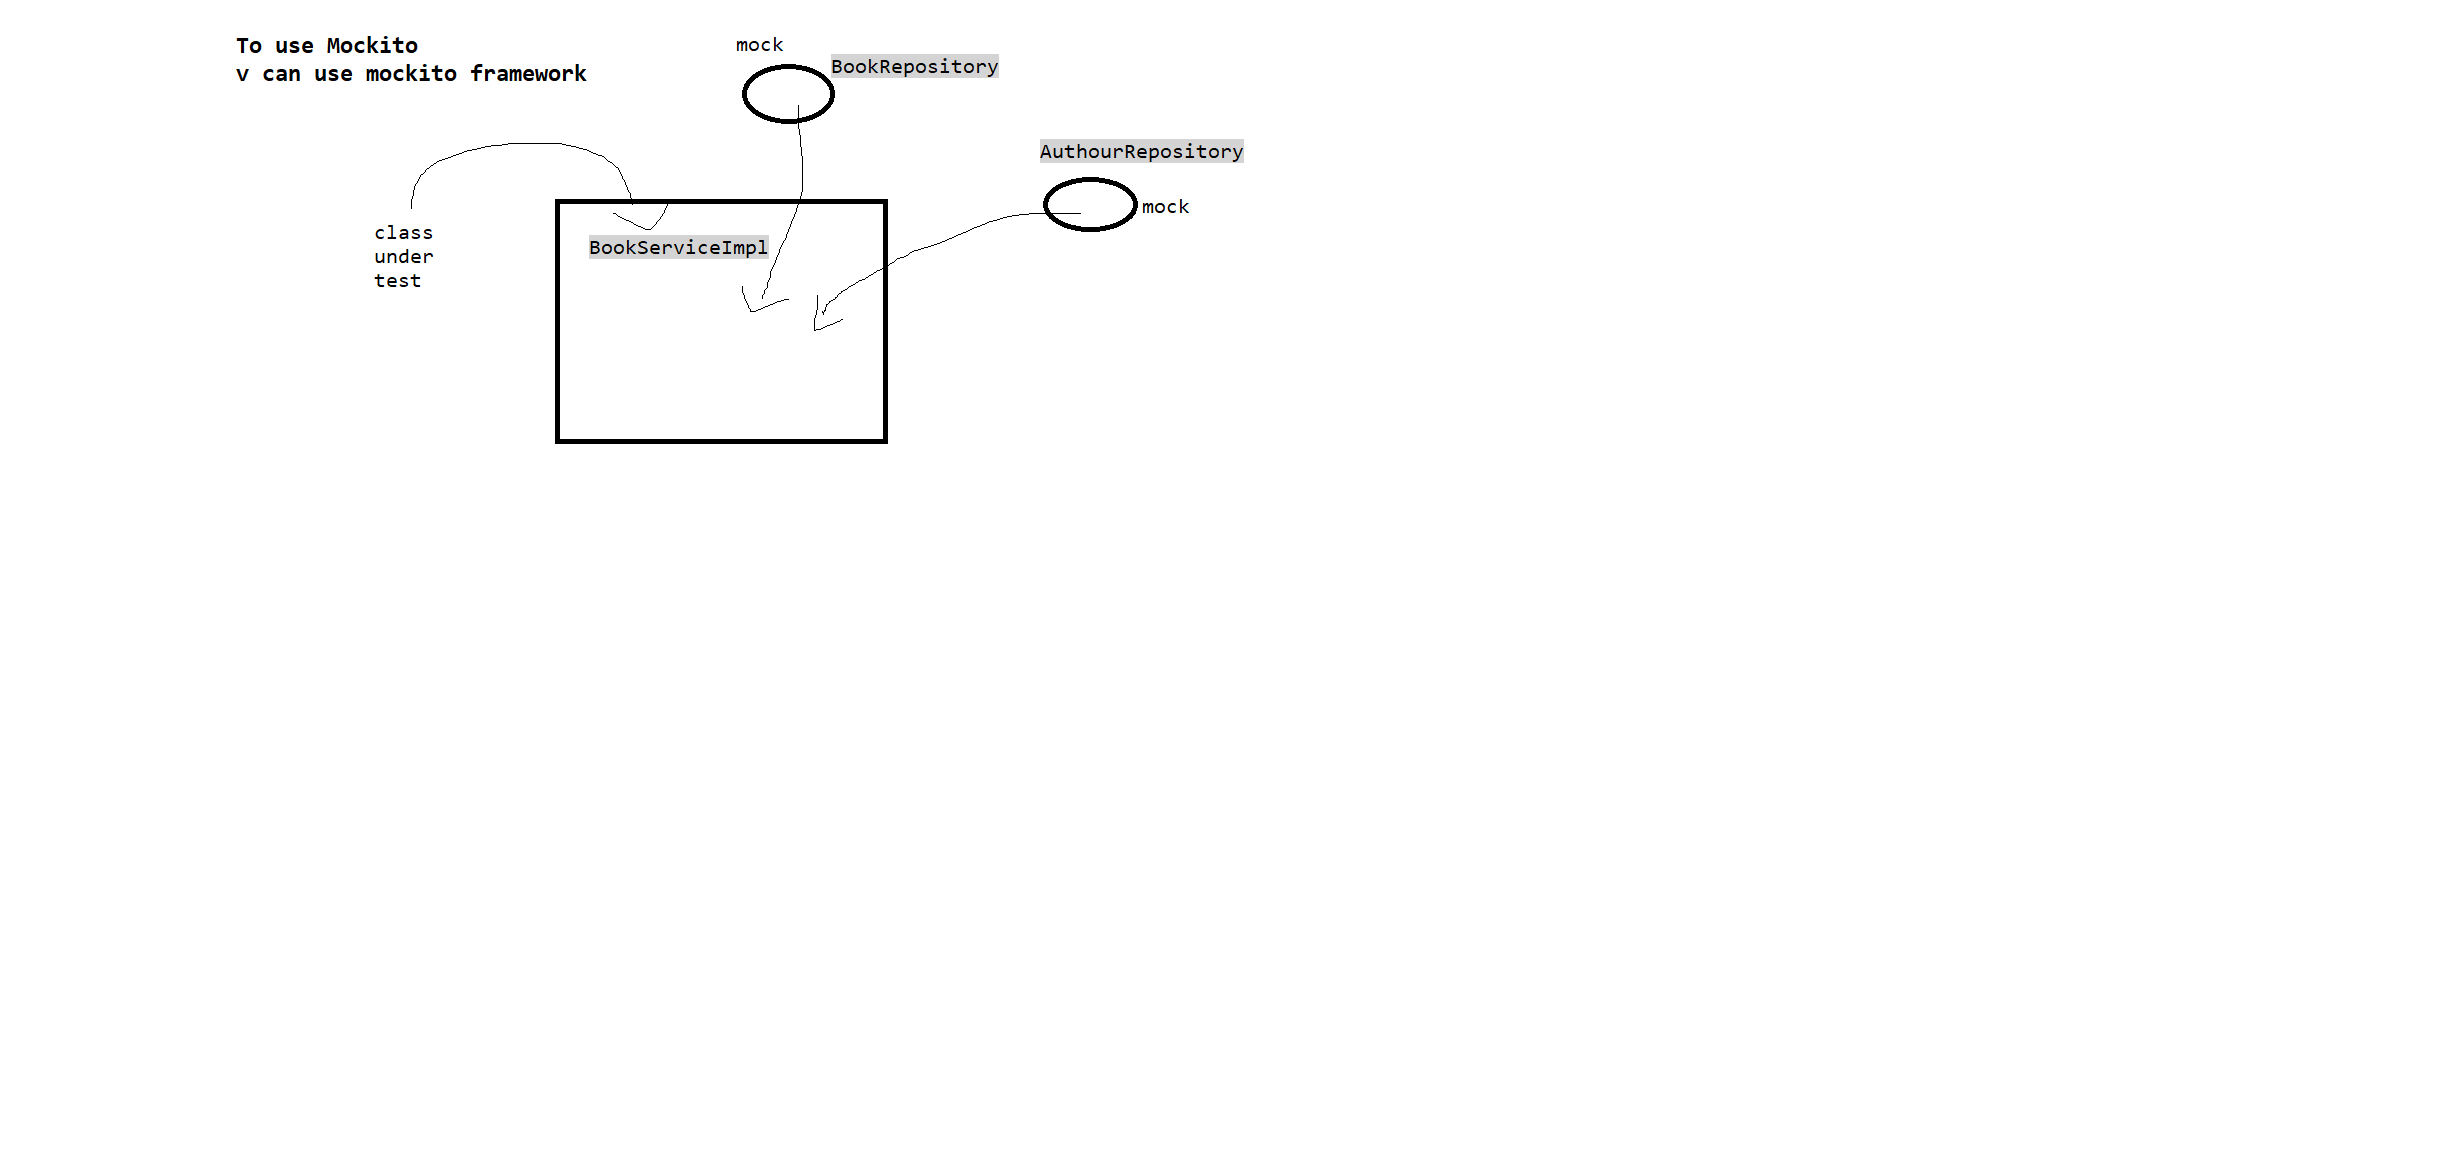 To use Mockito
v can use mockito framework
mock
BookRepository
AuthourRepository
mock
class
under
test
BookServiceImpl